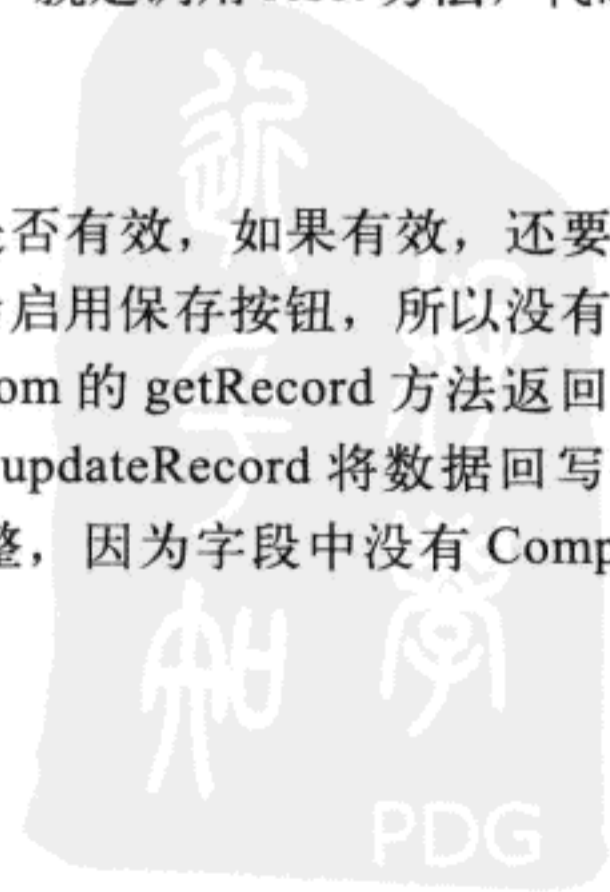 否有效，如果有效，还要
启用保存按钮，所以没有
om 的 getRecord 方法返回
updateRecord 将数据回写
整，因为字段中没有 Comp
PDG